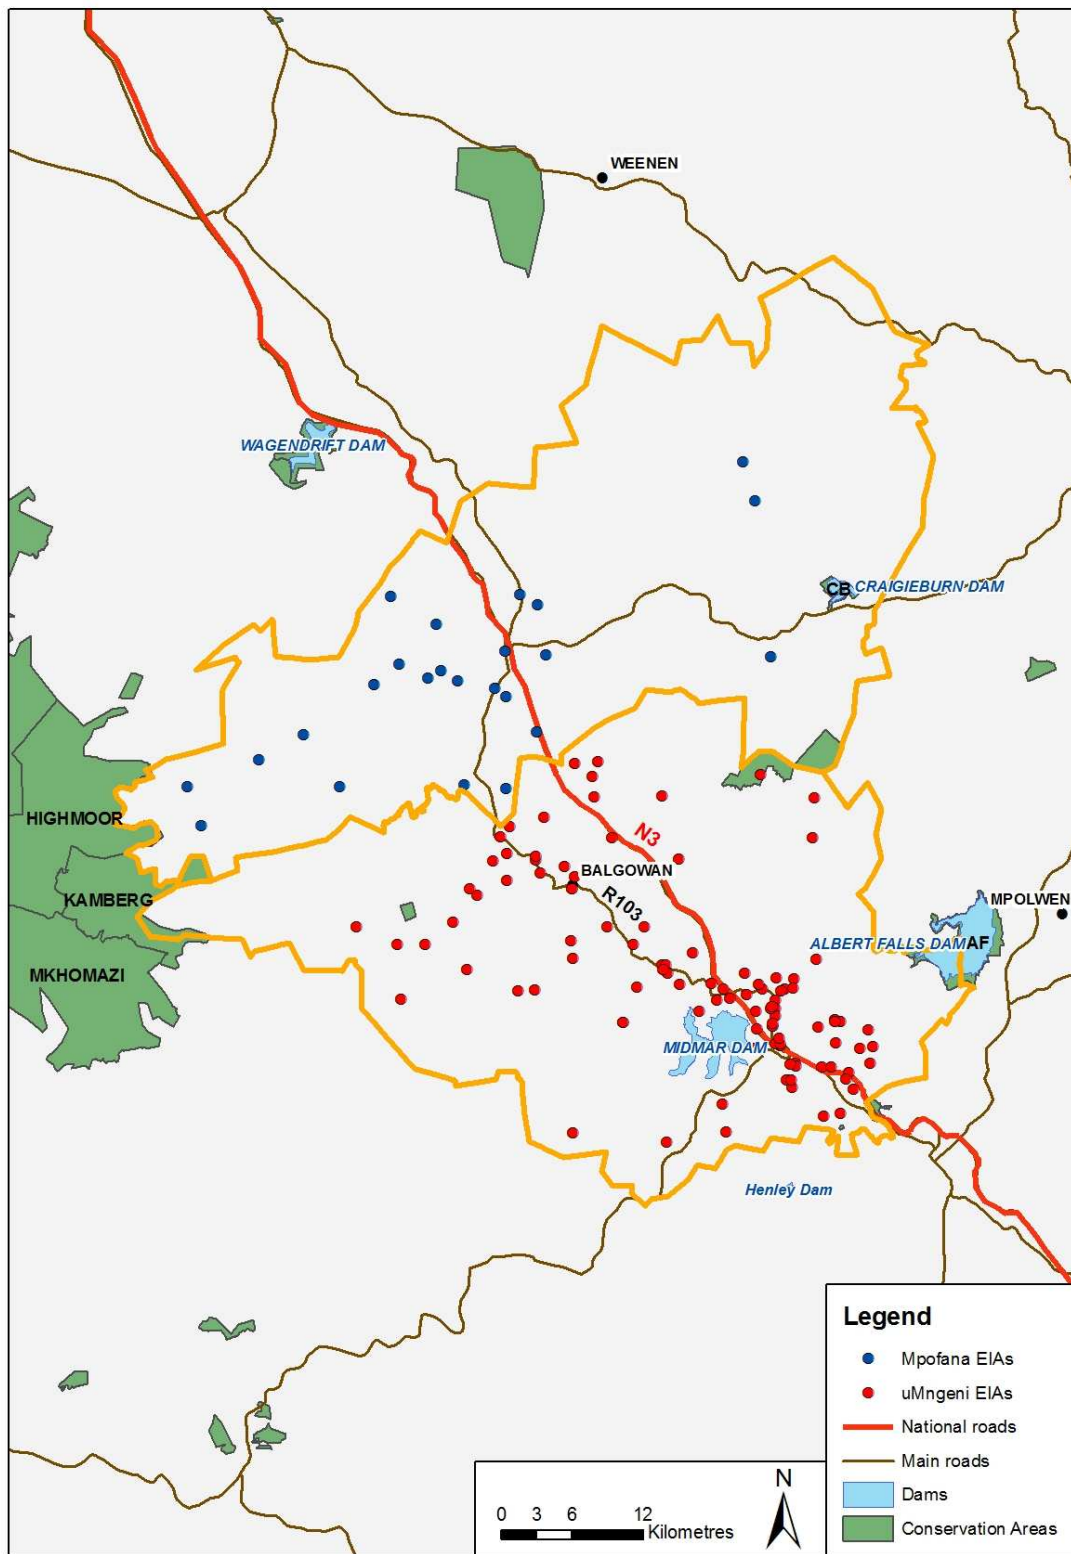 WEENEN
WAGENDRIFT DAM
CB CRAIGIEBURN DAM
HIGHMOOR
N3
BALGOWAN
KAMBERG
R103
MPOLWEN
ALBERT FALLS DAM AF
MKHOMAZI
MIDMAR DAM
Henley Dam
Legend
Mpofana EIAs
uMngeni EIAs
National roads
Main roads
Dams
Conservation Areas
N
0 3 6 12
Kilometres